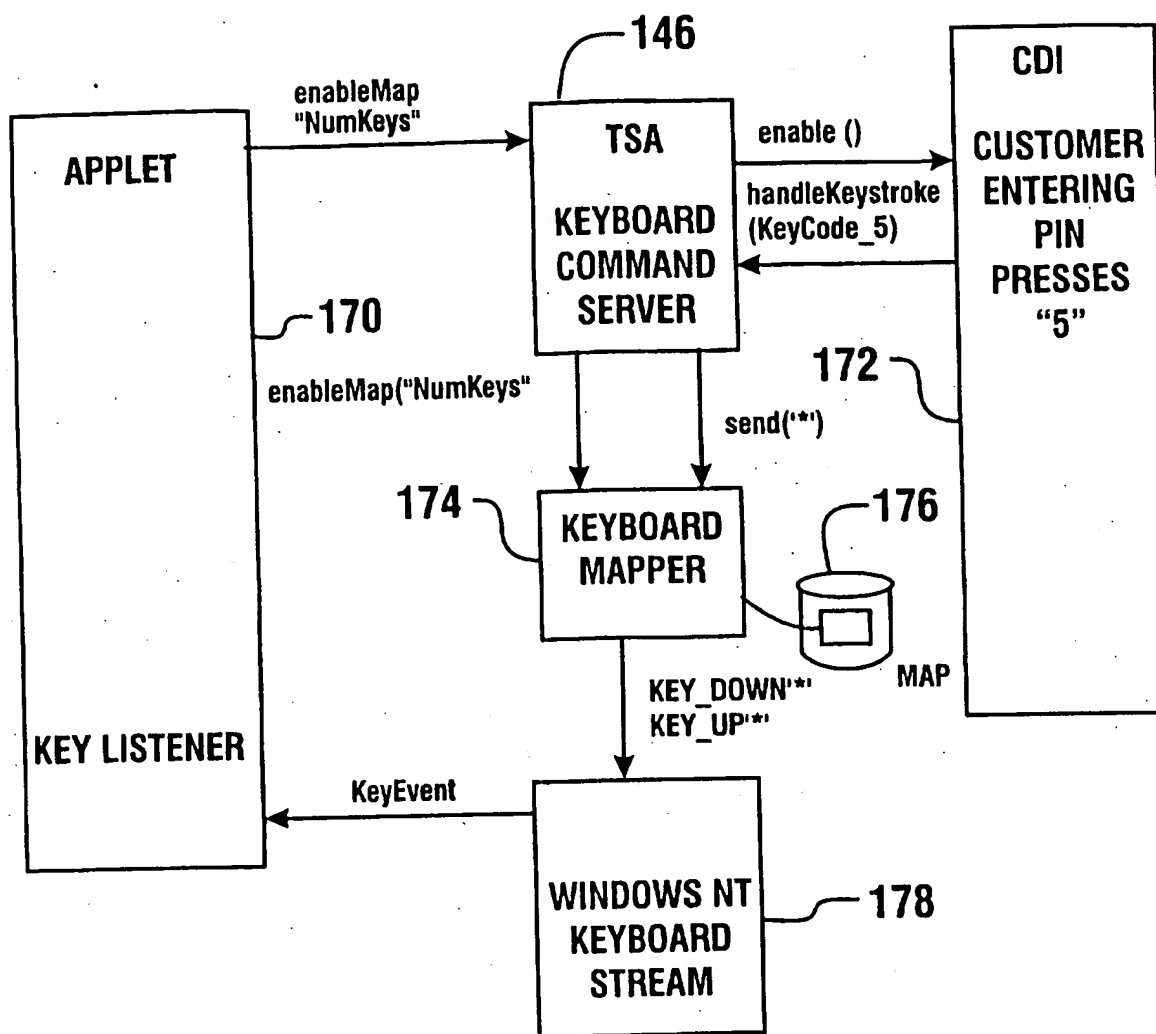 146
enableMap
"NumKeys"
APPLET
TSA
KEYBOARD
COMMAND
SERVER
enable ()
handleKeystroke
(KeyCode_5)
CDI
CUSTOMER
ENTERING
PIN
PRESSES
“5”
170
172
enableMap("NumKeys"
send('*')
174
KEYBOARD
MAPPER
176
MAP
KEY_DOWN'*'
KEY_UP'*'
KEY LISTENER
KeyEvent
WINDOWS NT
KEYBOARD
STREAM
178